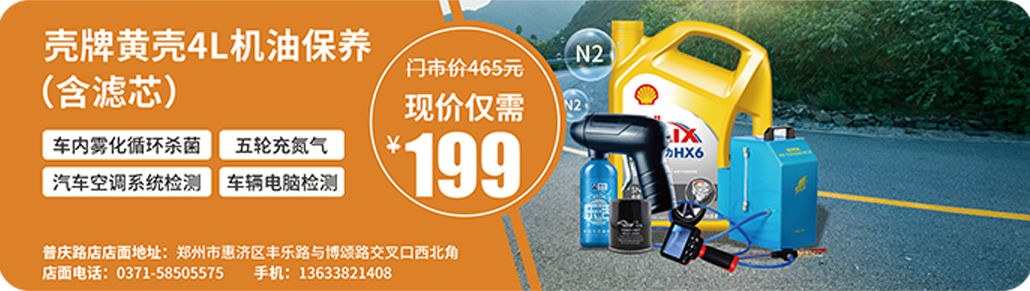 壳牌黄壳4L机油保养
（含滤芯）
车内雾化循环杀菌
五轮充氮气
汽车空调系统检测
车辆电脑检测
普庆路店店面地址：郑州市惠济区丰乐路与博颂路交叉口西北角
店面电话：0371-58505575 手机：13633821408
门市价465元
现价仅需
¥199
N2
N2
HX6